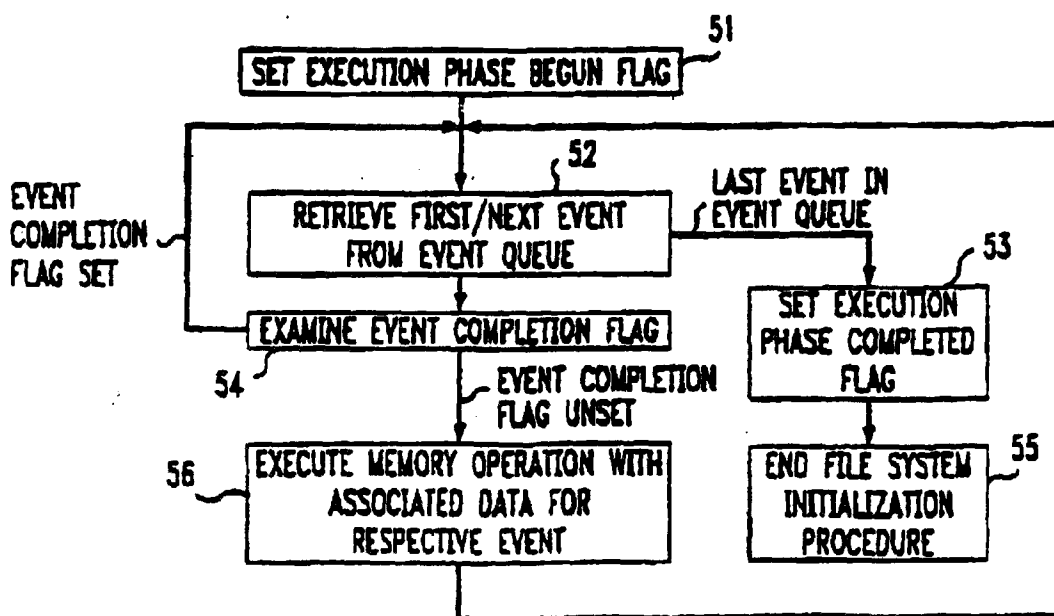 51
SET EXECUTION PHASE BEGUN FLAG
52
RETRIEVE FIRST/NEXT EVENT
FROM EVENT QUEUE
LAST EVENT IN
EVENT QUEUE
EVENT
COMPLETION
FLAG SET
53
SET EXECUTION
PHASE COMPLETED
FLAG
EXAMINE EVENT COMPLETION FLAG
54
EVENT COMPLETION
FLAG UNSET
56
EXECUTE MEMORY OPERATION WITH
ASSOCIATED DATA FOR
RESPECTIVE EVENT
55
END FILE SYSTEM
INITIALIZATION
PROCEDURE